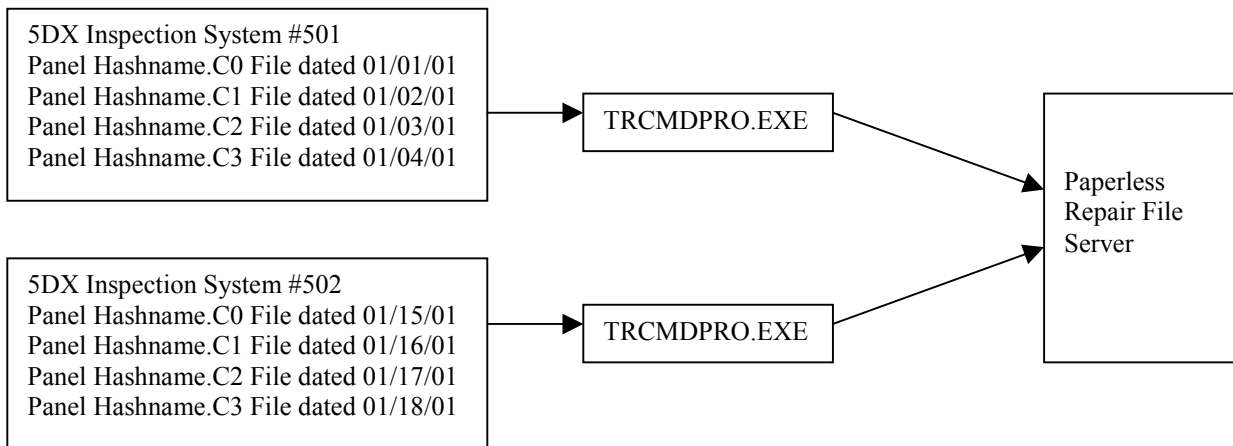 5DX Inspection System #501
Panel Hashname.C0 File dated 01/01/01
Panel Hashname.C1 File dated 01/02/01
Panel Hashname.C2 File dated 01/03/01
Panel Hashname.C3 File dated 01/04/01
TRCMDPRO.EXE
Paperless
Repair File
Server
5DX Inspection System #502
Panel Hashname.C0 File dated 01/15/01
Panel Hashname.C1 File dated 01/16/01
Panel Hashname.C2 File dated 01/17/01
Panel Hashname.C3 File dated 01/18/01
TRCMDPRO.EXE